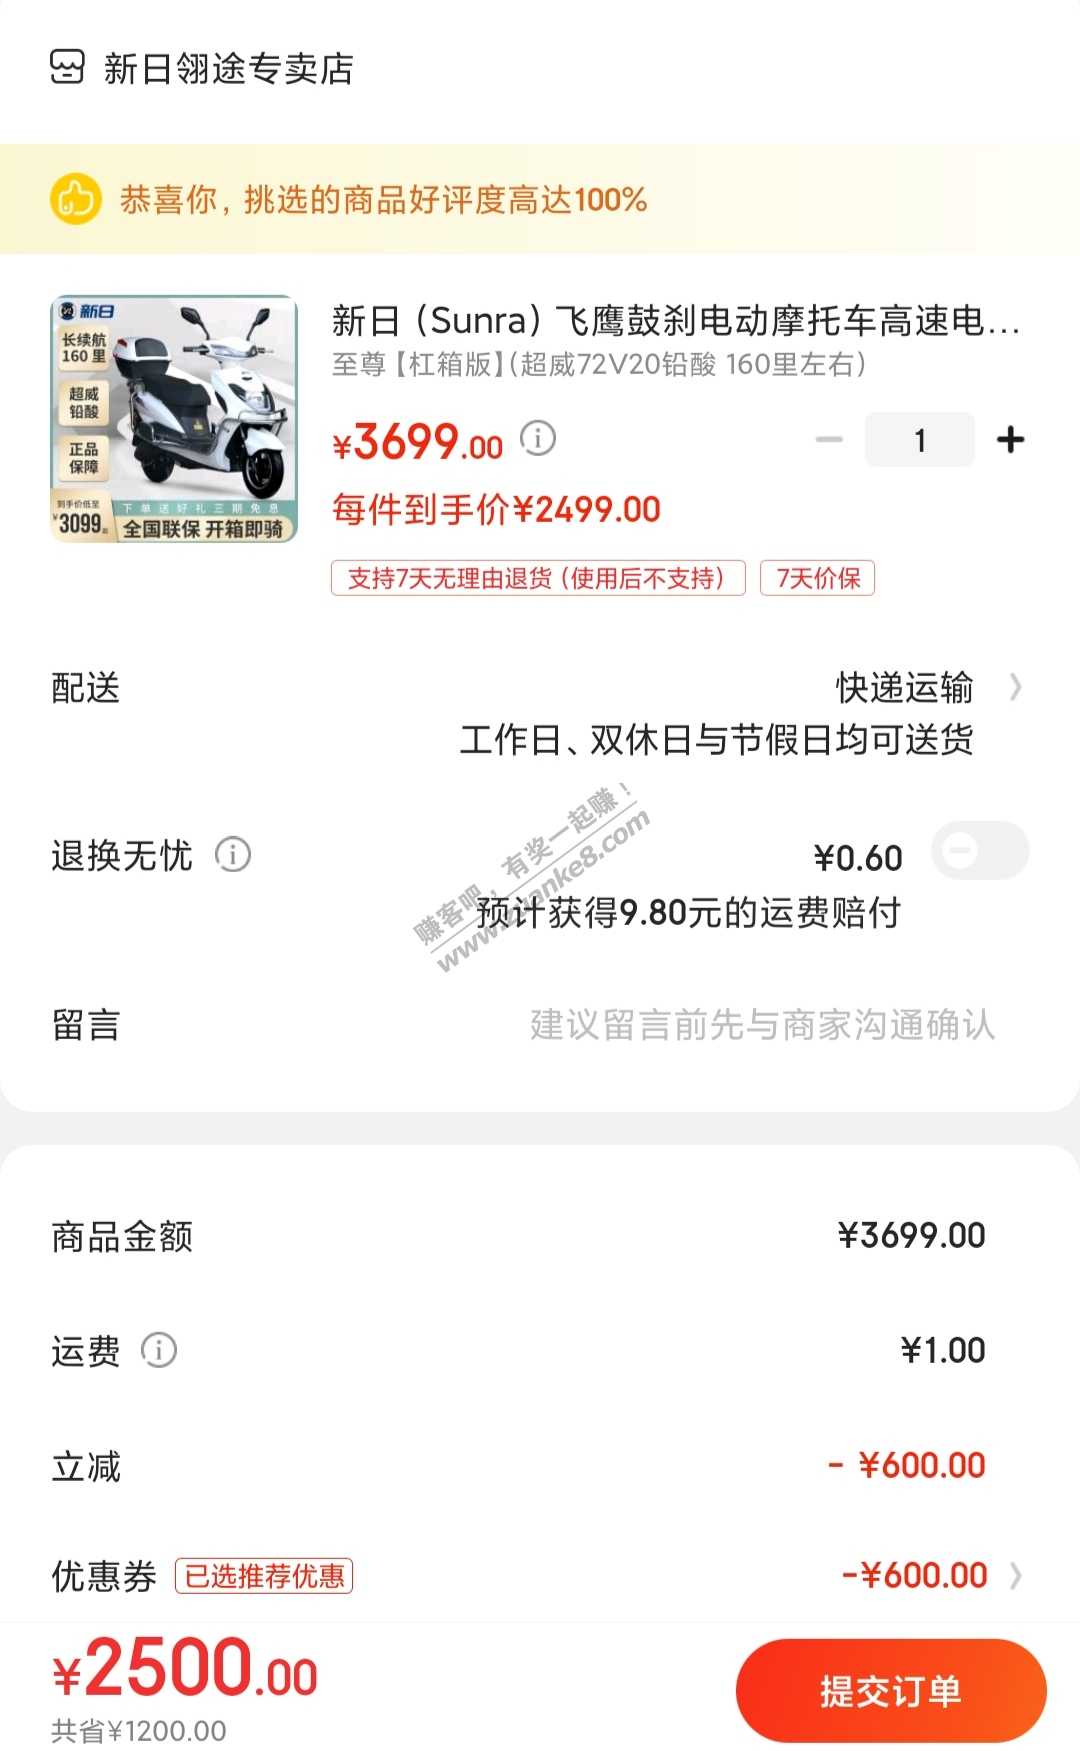 新日翎途专卖店
恭喜你，挑选的商品好评度高达100%
新日
长续航
160里
超威
铅酸
正品
保障
到手价低至
¥3099起
下单送好礼三期免息
全国联保 开箱即骑
新日（Sunra）飞鹰鼓刹电动摩托车高速电...
至尊【杠箱版】（超威72V20铅酸 160里左右）
¥3699.00
1
每件到手价¥2499.00
支持7天无理由退货（使用后不支持）
7天价保
配送
快递运输
工作日、双休日与节假日均可送货
退换无忧
¥0.60
预计获得9.80元的运费赔付
赚客吧，有奖一起赚！
www.zuanke8.com
留言
建议留言前先与商家沟通确认
商品金额
¥3699.00
运费
¥1.00
立减
- ¥600.00
优惠券
已选推荐优惠
-¥600.00
¥2500.00
共省¥1200.00
提交订单